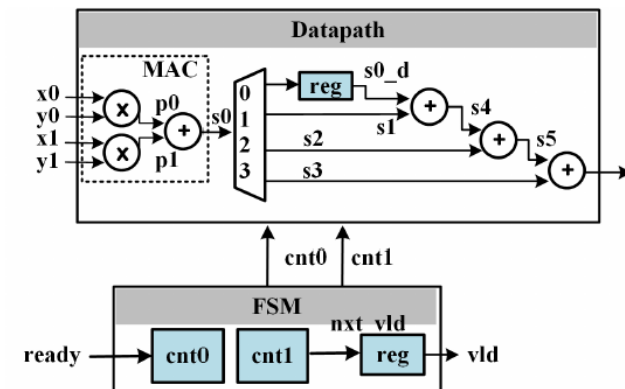 Datapath
MAC
x0
y0
x1
y1
x
x
p0
p1
+
s0
0
1
2
3
reg
s0_d
s1
s2
s3
+
s4
+
s5
+
cnt0
cnt1
FSM
ready
cnt0
cnt1
nxt_vld
reg
vld